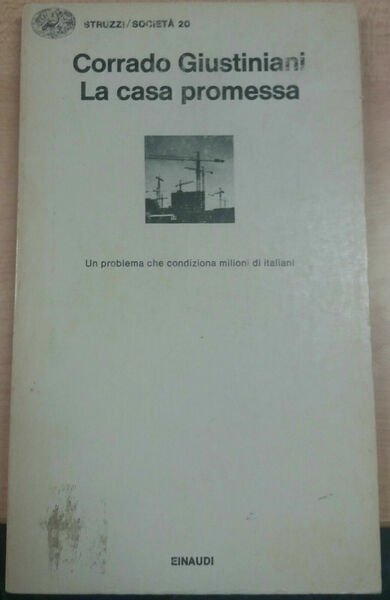 STRUZZI/SOCIETÀ 20
Corrado Giustiniani
La casa promessa
Un problema che condiziona milioni di italiani
EINAUDI